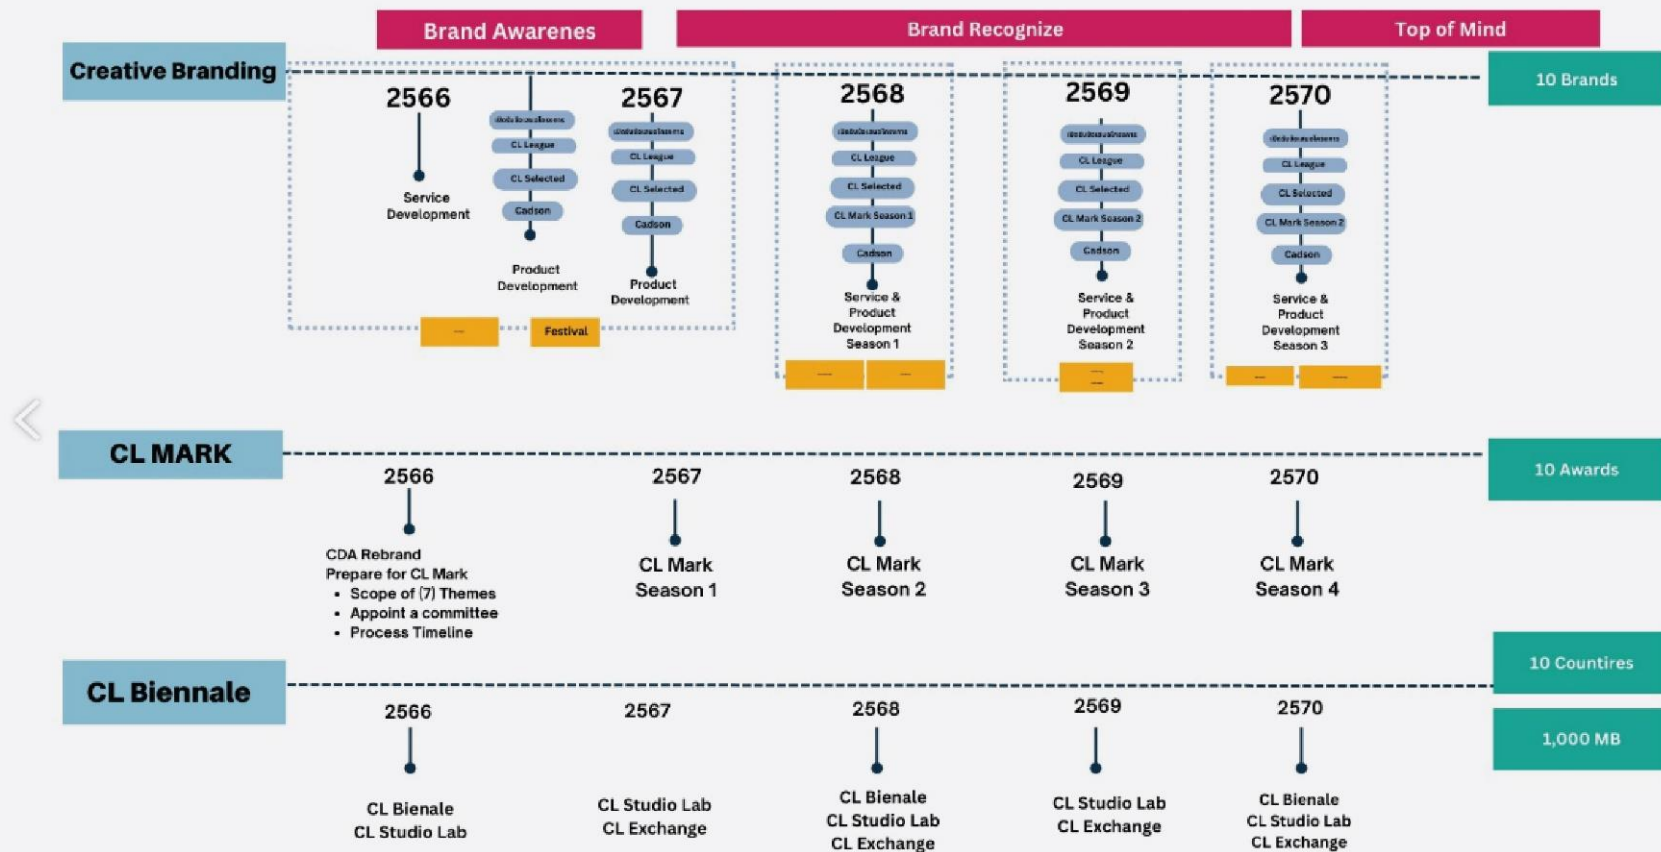 Brand Awarenes
Brand Recognize
Top of Mind
Creative Branding
10 Brands
2566
Service
Development
CL League
CL Selected
Cadson
Product
Development
2567
CL League
CL Selected
Cadson
Product
Development
Festival
2568
CL League
CL Selected
CL Mark Season 1
Cadson
Service &
Product
Development
Season 1
2569
CL League
CL Selected
CL Mark Season 2
Cadson
Service &
Product
Development
Season 2
2570
CL League
CL Selected
CL Mark Season 2
Cadson
Service &
Product
Development
Season 3
CL MARK
10 Awards
2566
CDA Rebrand
Prepare for CL Mark
• Scope of (7) Themes
• Appoint a committee
• Process Timeline
2567
CL Mark
Season 1
2568
CL Mark
Season 2
2569
CL Mark
Season 3
2570
CL Mark
Season 4
CL Biennale
10 Countires
1,000 MB
2566
CL Bienale
CL Studio Lab
2567
CL Studio Lab
CL Exchange
2568
CL Bienale
CL Studio Lab
CL Exchange
2569
CL Studio Lab
CL Exchange
2570
CL Bienale
CL Studio Lab
CL Exchange